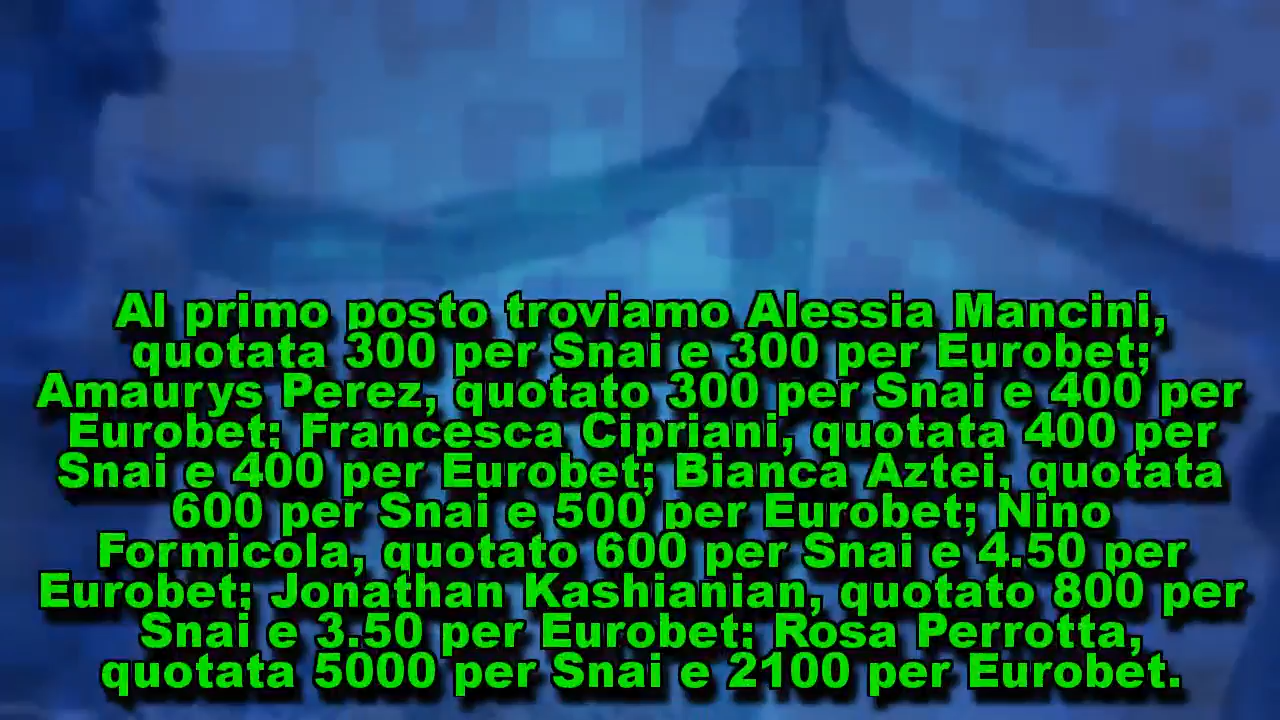 Al primo posto troviamo Alessia Mancini,
quotata 300 per Snai e 300 per Eurobet;
Amaurys Perez, quotato 300 per Snai e 400 per
Eurobet; Francesca Cipriani, quotata 400 per
Snai e 400 per Eurobet; Bianca Aztei, quotata
600 per Snai e 500 per Eurobet; Nino
Formicola, quotato 600 per Snai e 4.50 per
Eurobet; Jonathan Kashianian, quotato 800 per
Snai e 3.50 per Eurobet; Rosa Perrotta,
quotata 5000 per Snai e 2100 per Eurobet.